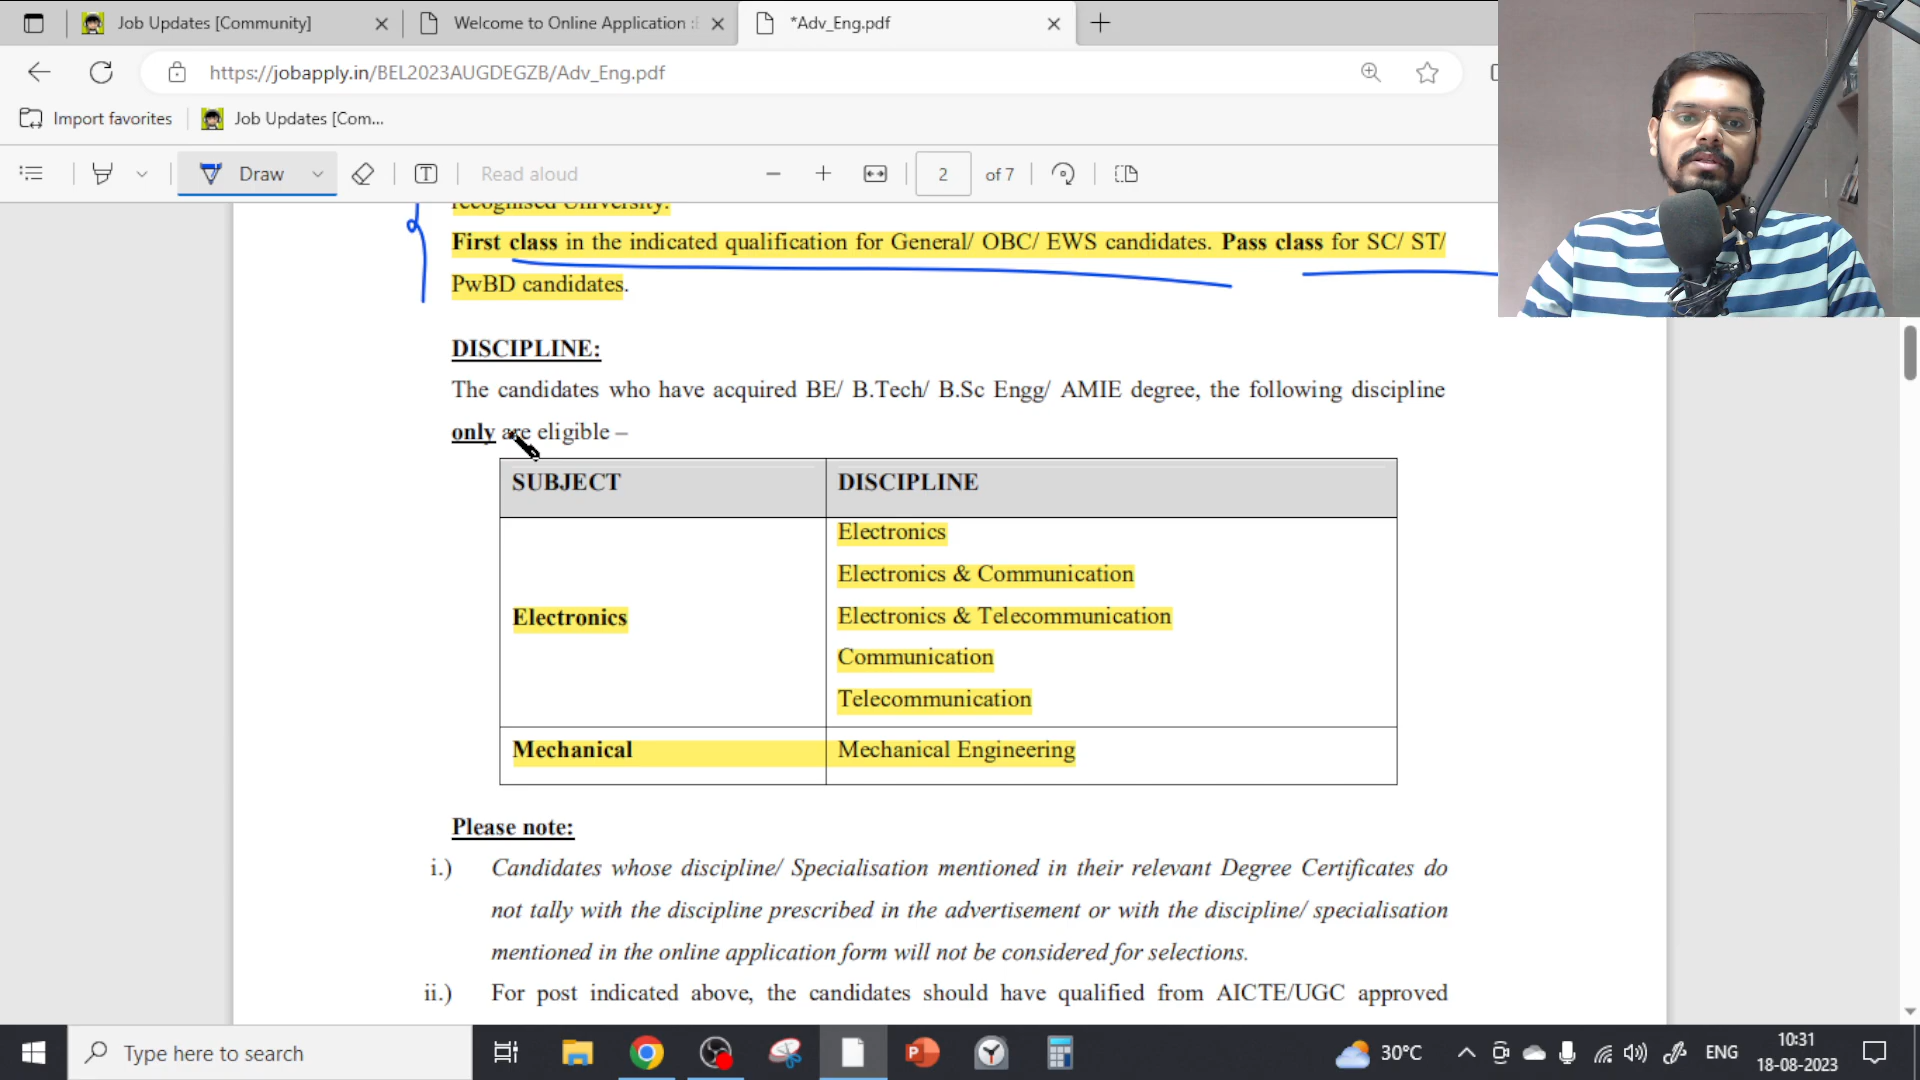 Job Updates [Community]
Welcome to Online Application :
*Adv_Eng.pdf
https://jobapply.in/BEL2023AUGDEGZB/Adv_Eng.pdf
Import favorites
Job Updates [Com...
Draw
Read aloud
2
of 7
recognised University.
First class in the indicated qualification for General/ OBC/ EWS candidates. Pass class for SC/ ST/
PwBD candidates.
DISCIPLINE:
The candidates who have acquired BE/ B.Tech/ B.Sc Engg/ AMIE degree, the following discipline
only are eligible –
SUBJECT
DISCIPLINE
Electronics
Electronics
Electronics & Communication
Electronics & Telecommunication
Communication
Telecommunication
Mechanical
Mechanical Engineering
Please note:
i.) Candidates whose discipline/ Specialisation mentioned in their relevant Degree Certificates do
not tally with the discipline prescribed in the advertisement or with the discipline/ specialisation
mentioned in the online application form will not be considered for selections.
ii.) For post indicated above, the candidates should have qualified from AICTE/UGC approved
Type here to search
30°C
ENG
10:31
18-08-2023